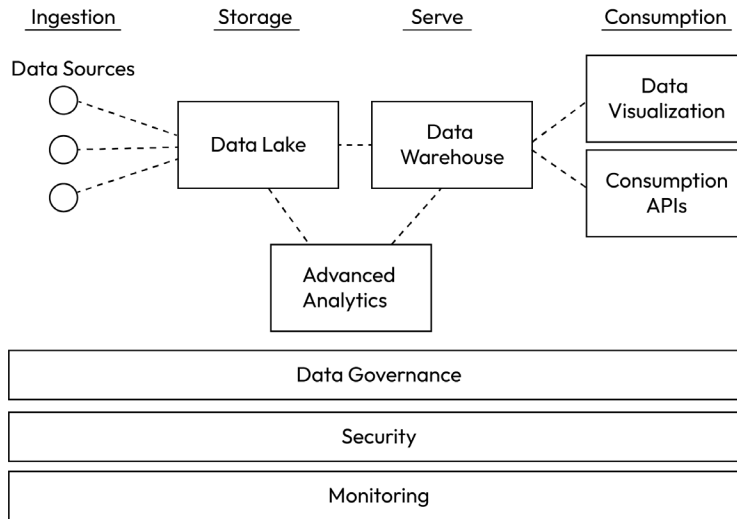 Ingestion
Storage
Serve
Consumption
Data Sources
Data Lake
Data
Warehouse
Data
Visualization
Consumption
APIs
Advanced
Analytics
Data Governance
Security
Monitoring